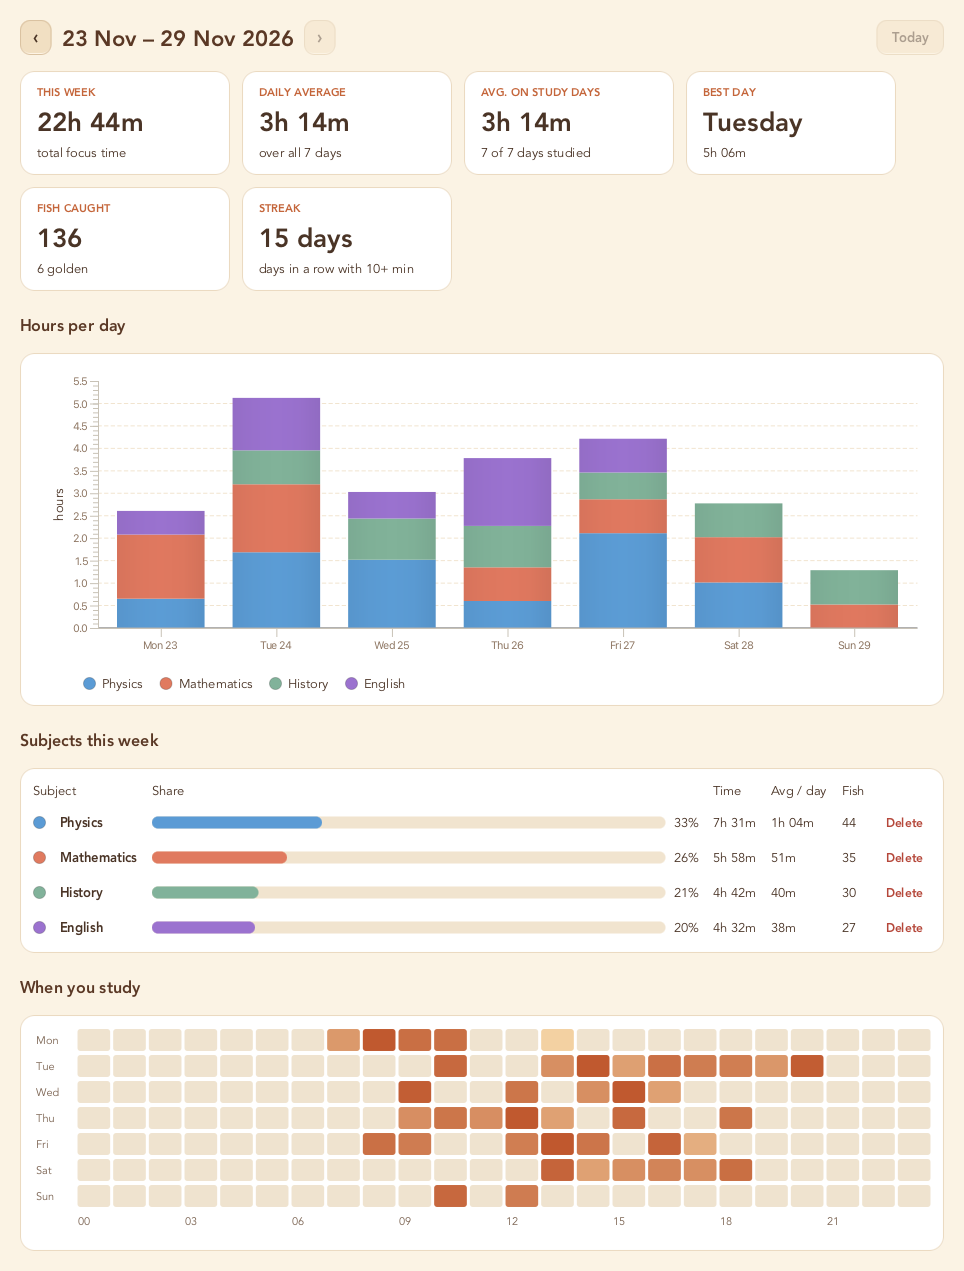 ‹ 23 Nov – 29 Nov 2026 › Today
THIS WEEK
22h 44m
total focus time
DAILY AVERAGE
3h 14m
over all 7 days
AVG. ON STUDY DAYS
3h 14m
7 of 7 days studied
BEST DAY
Tuesday
5h 06m
FISH CAUGHT
136
6 golden
STREAK
15 days
days in a row with 10+ min
Hours per day
hours
5.5
5.0
4.5
4.0
3.5
3.0
2.5
2.0
1.5
1.0
0.5
0.0
Mon 23 Tue 24 Wed 25 Thu 26 Fri 27 Sat 28 Sun 29
Physics Mathematics History English
Subjects this week
Subject Share Time Avg / day Fish
Physics 33% 7h 31m 1h 04m 44 Delete
Mathematics 26% 5h 58m 51m 35 Delete
History 21% 4h 42m 40m 30 Delete
English 20% 4h 32m 38m 27 Delete
When you study
Mon
Tue
Wed
Thu
Fri
Sat
Sun
00 03 06 09 12 15 18 21